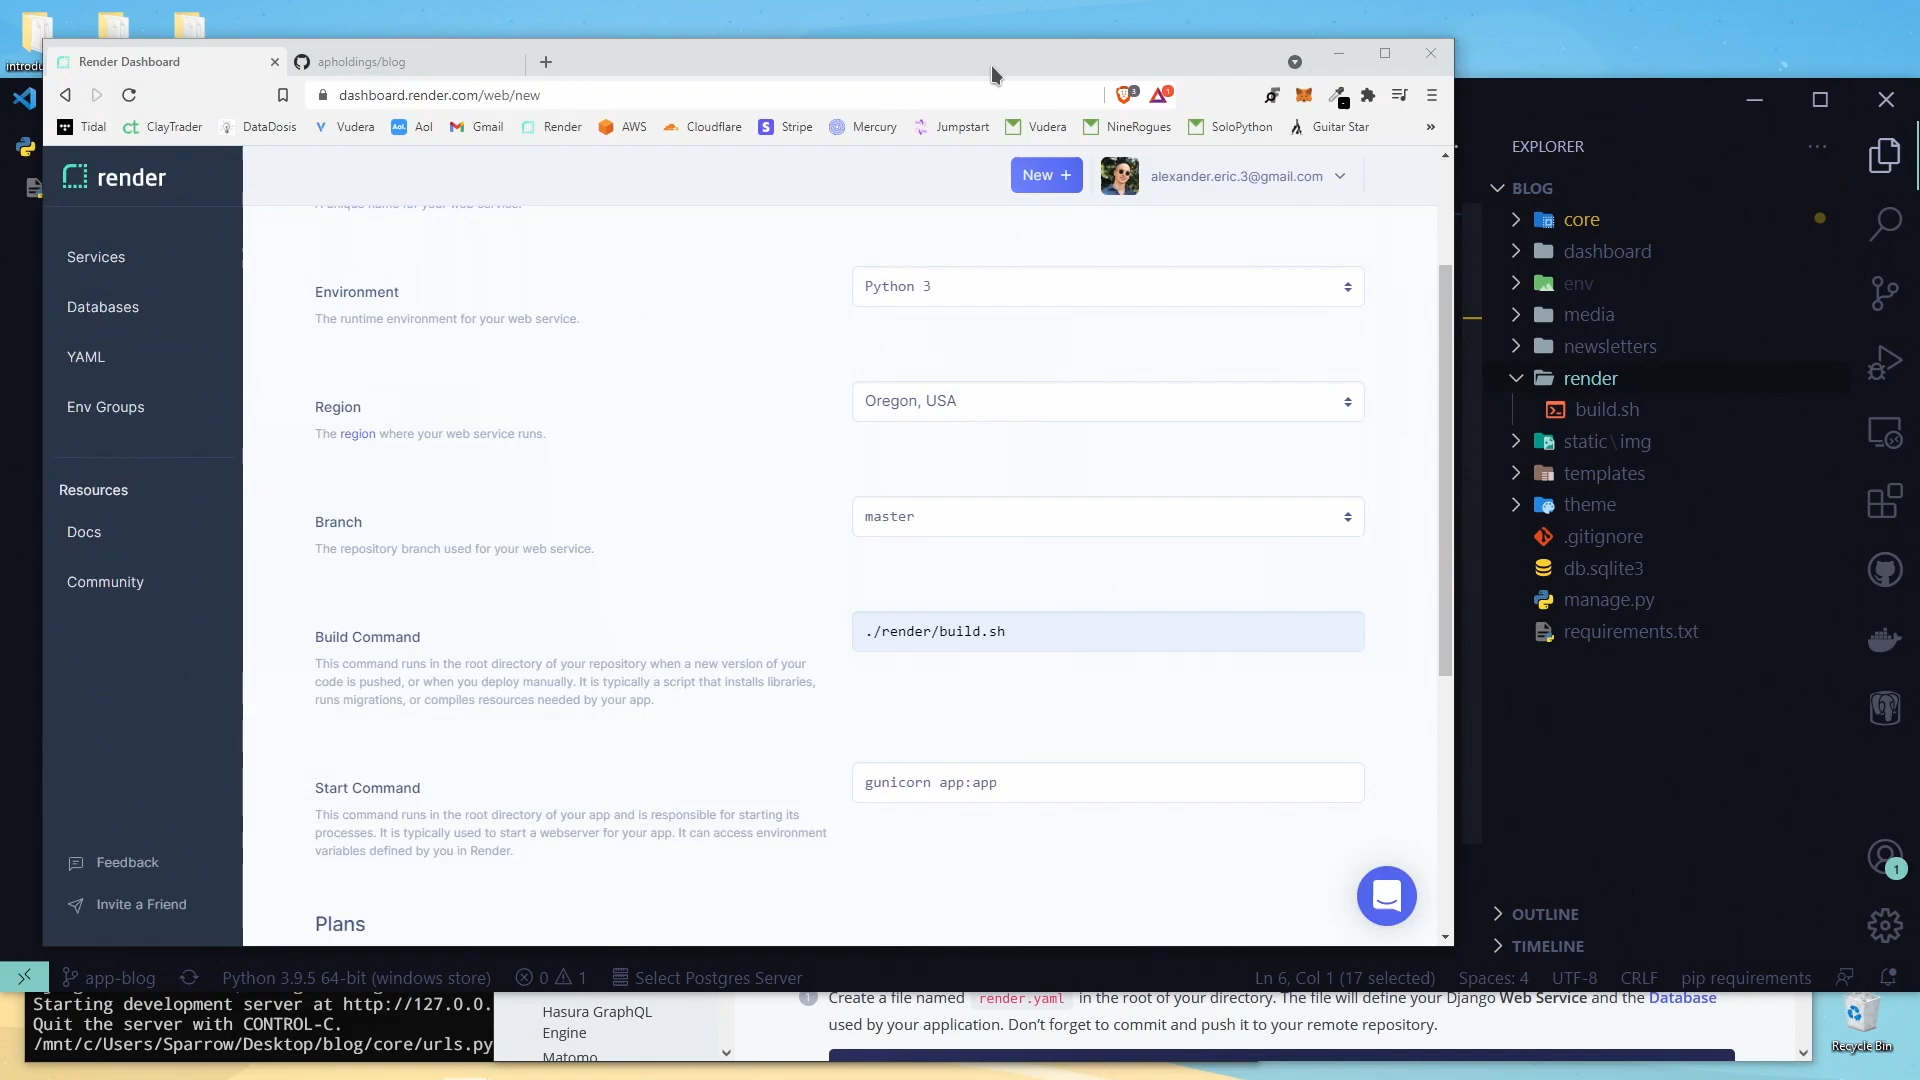 introdu
Render Dashboard
apholdings/blog
dashboard.render.com/web/new
3
1
Tidal
ClayTrader
DataDosis
Vudera
Aol.
Aol
Gmail
Render
AWS
Cloudflare
Stripe
Mercury
Jumpstart
Vudera
NineRogues
SoloPython
Guitar Star
»
render
New +
alexander.eric.3@gmail.com
A unique name for your web service.
Services
Databases
YAML
Env Groups
Resources
Docs
Community
Feedback
Invite a Friend
Environment
The runtime environment for your web service.
Python 3
Region
The region where your web service runs.
Oregon, USA
Branch
The repository branch used for your web service.
master
Build Command
This command runs in the root directory of your repository when a new version of your
code is pushed, or when you deploy manually. It is typically a script that installs libraries,
runs migrations, or compiles resources needed by your app.
./render/build.sh
Start Command
This command runs in the root directory of your app and is responsible for starting its
processes. It is typically used to start a webserver for your app. It can access environment
variables defined by you in Render.
gunicorn app:app
Plans
EXPLORER
BLOG
core
dashboard
env
media
newsletters
render
build.sh
static\img
templates
theme
.gitignore
db.sqlite3
manage.py
requirements.txt
1
OUTLINE
TIMELINE
app-blog
Python 3.9.5 64-bit (windows store)
0
1
Select Postgres Server
Ln 6, Col 1 (17 selected)
Spaces: 4
UTF-8
CRLF
pip requirements
Starting development server at http://127.0.0.
Quit the server with CONTROL-C.
/mnt/c/Users/Sparrow/Desktop/blog/core/urls.py
Hasura GraphQL
Engine
Matomo
1
Create a file named render.yaml in the root of your directory. The file will define your Django Web Service and the Database
used by your application. Don't forget to commit and push it to your remote repository.
Recycle Bin